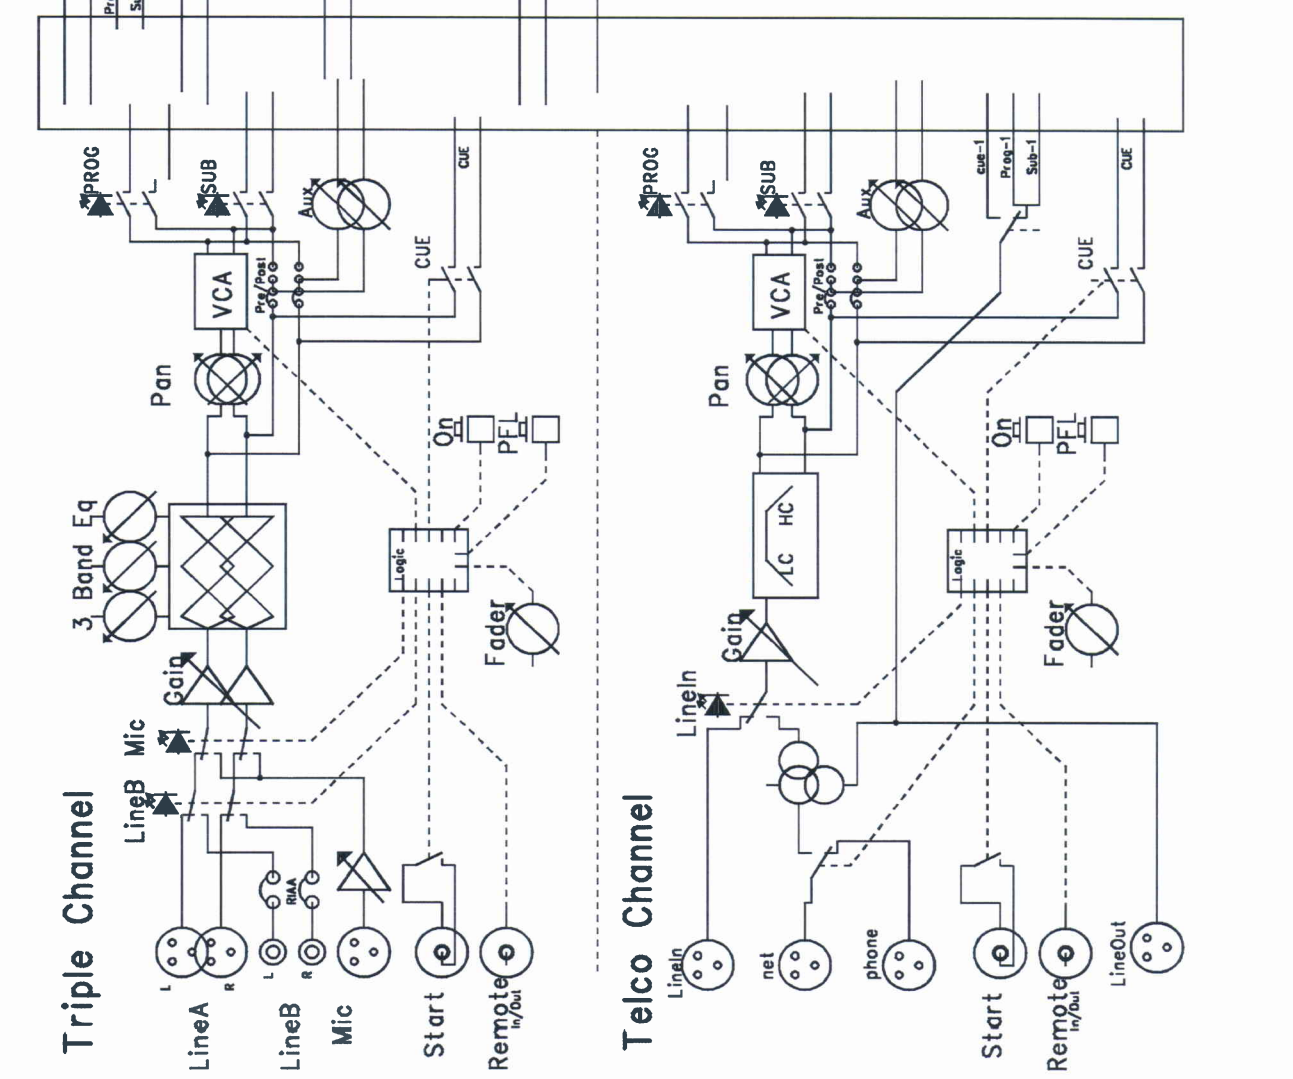 Triple Channel
LineA
L
R
LineB
L
R
RIAA
Mic
Start
Remote
In/Out
LineB
Mic
Gain
3 Band Eq
Logic
Fader
On
PFL
Pan
VCA
Pre/Post
CUE
PROG
SUB
Aux
CUE
Telco Channel
LineIn
net
phone
Start
Remote
In/Out
LineOut
LineIn
Gain
LC
HC
Logic
Fader
On
PFL
Pan
VCA
Pre/Post
CUE
PROG
SUB
Aux
cue-1
Prog-1
Sub-1
CUE